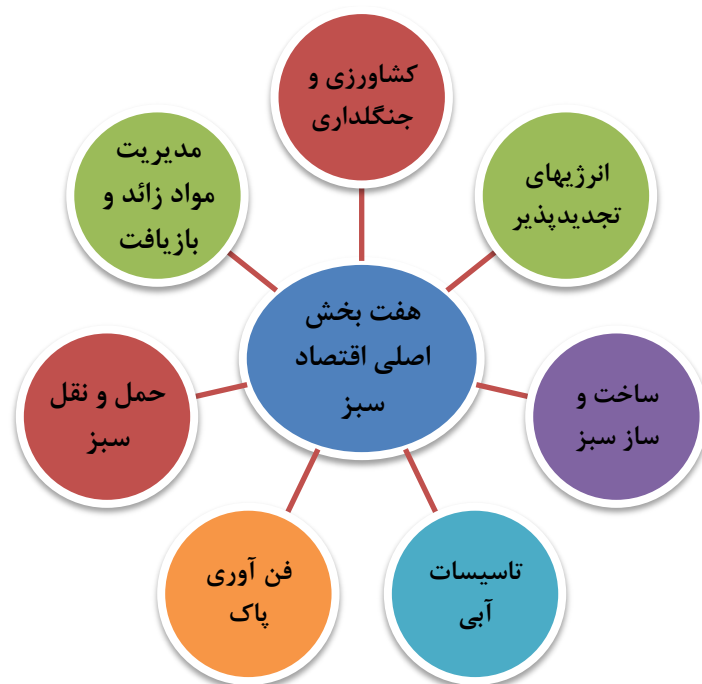 کشاورزی و
جنگلداری
انرژیهای
تجدیدپذیر
ساخت و
ساز سبز
تاسیسات
آبی
فن آوری
پاک
حمل و نقل
سبز
مدیریت
مواد زائد و
بازیافت
هفت بخش
اصلی اقتصاد
سبز